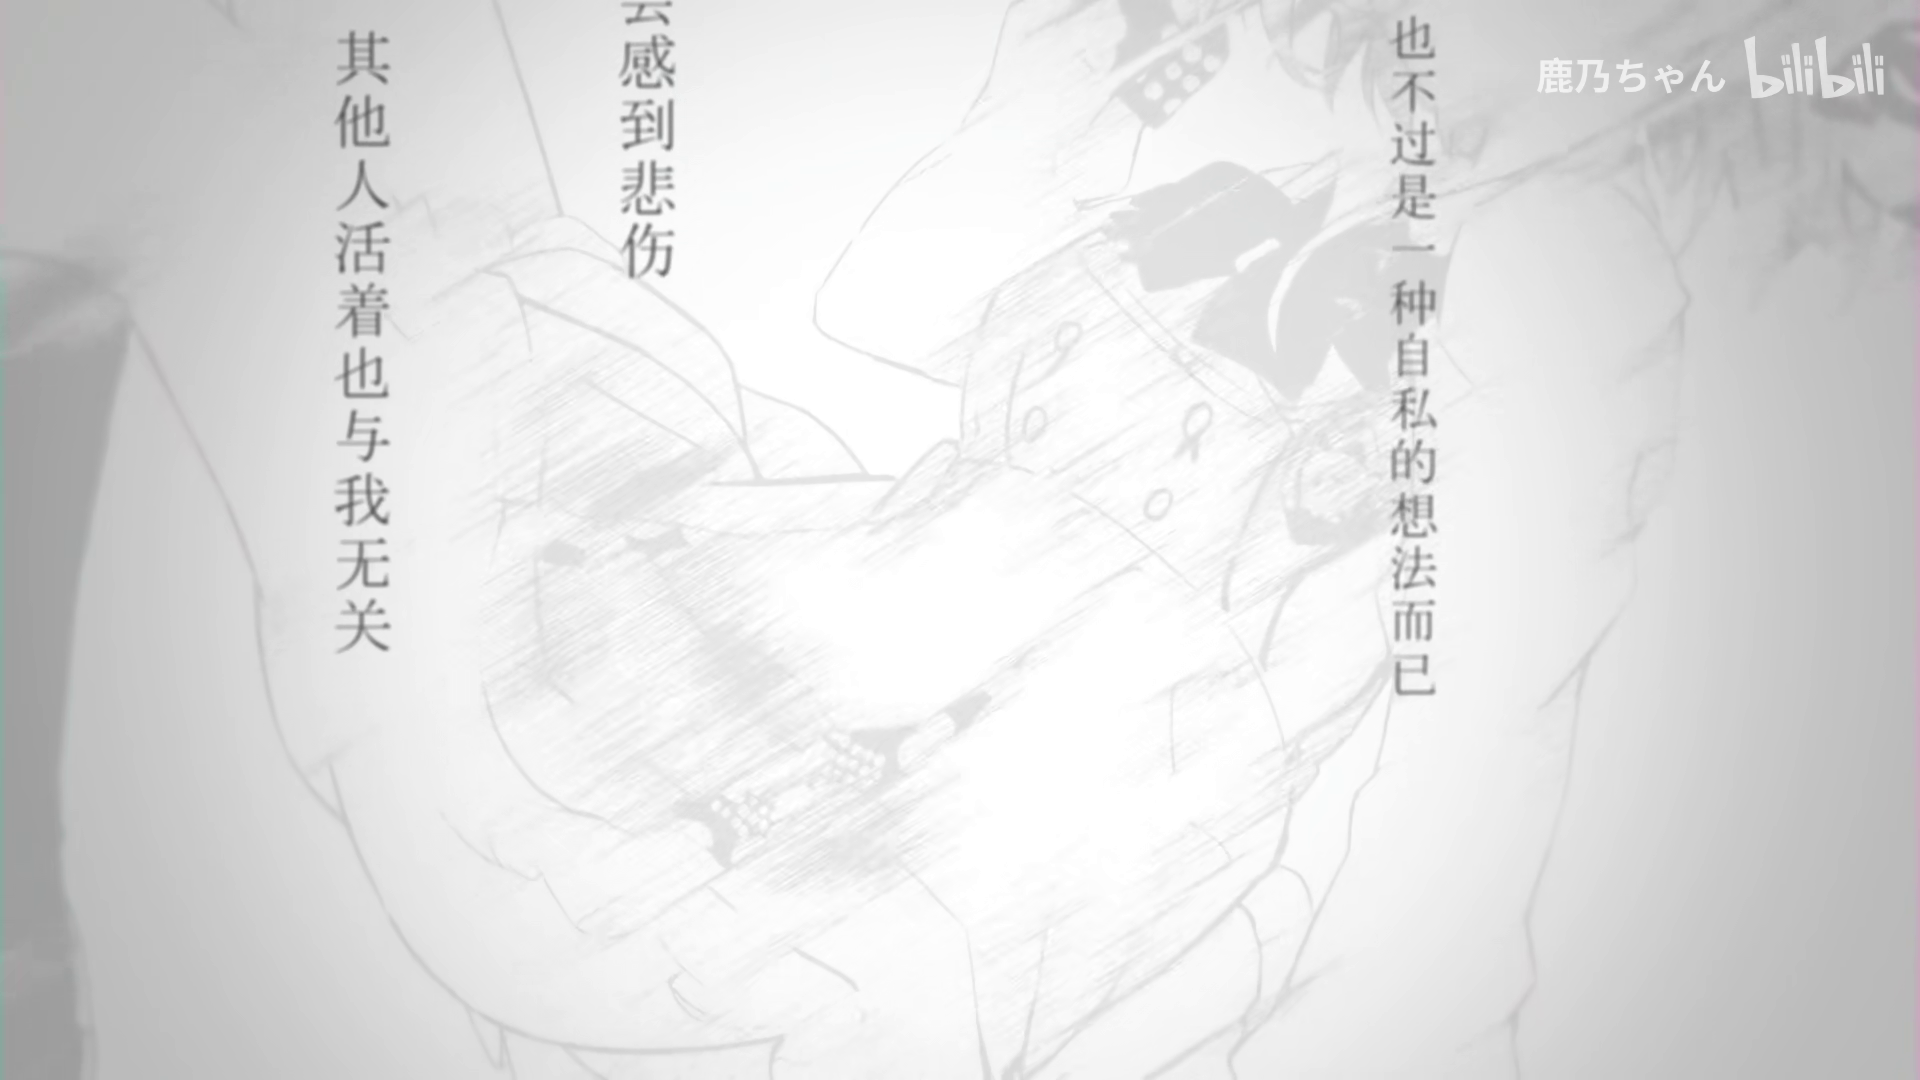 也不过是一种自私的想法而已
会感到悲伤
其他人活着也与我无关
鹿乃ちゃん bilibili